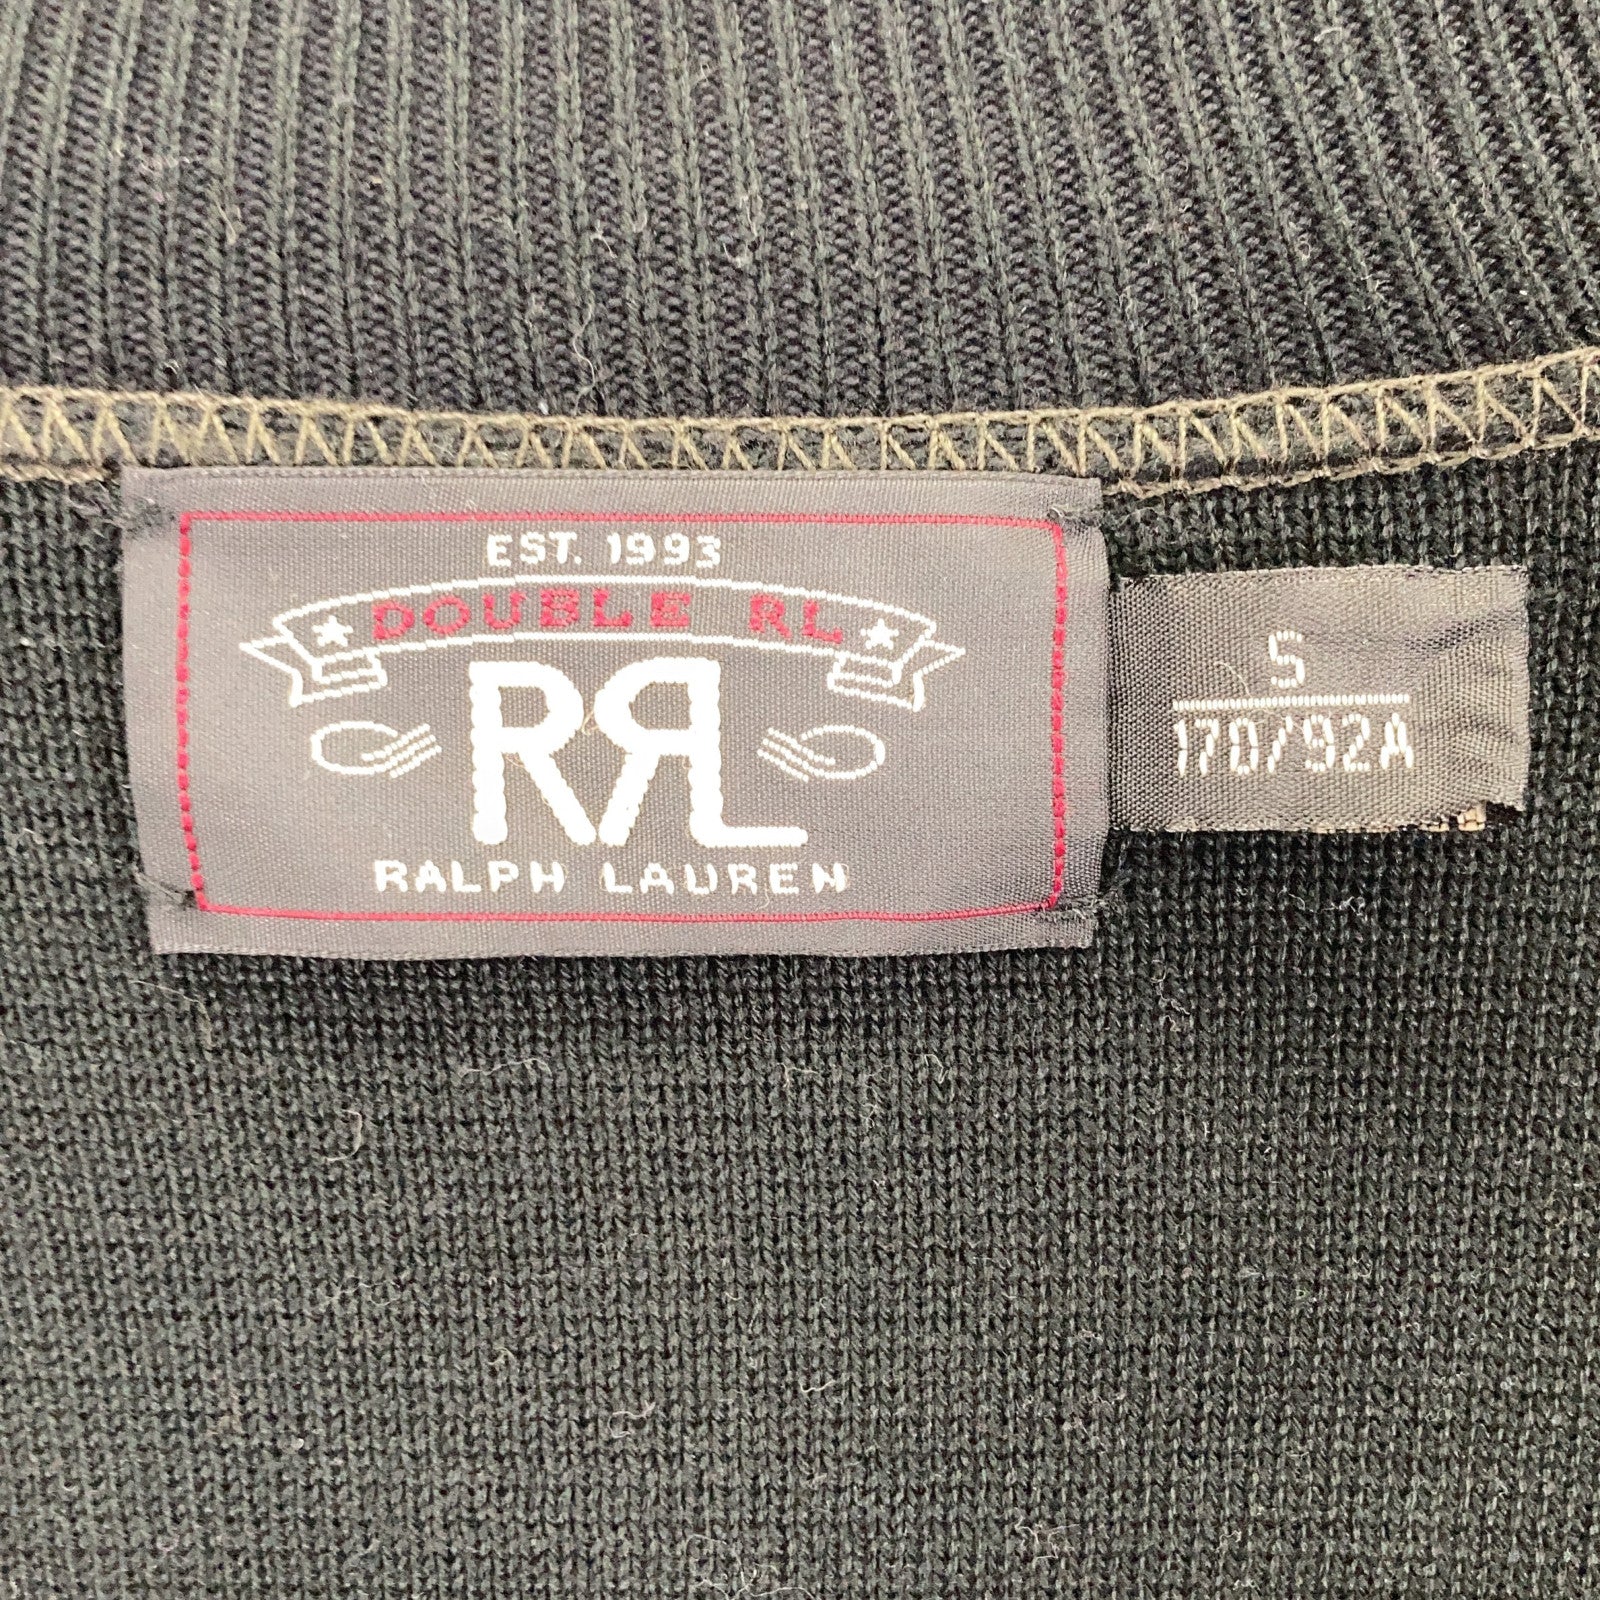 EST. 1993
DOUBLE RL
RRL
RALPH LAUREN
S
170/92A